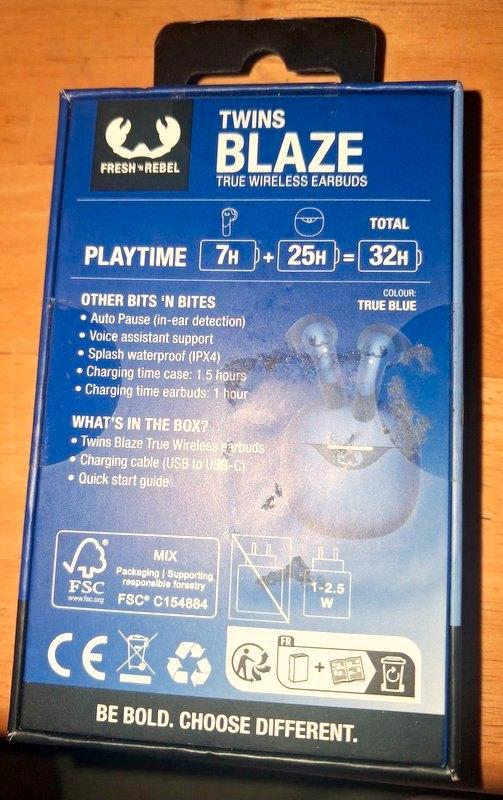 FRESH 'N REBEL
TWINS
BLAZE
TRUE WIRELESS EARBUDS
TOTAL
PLAYTIME 7H + 25H = 32H
COLOUR:
TRUE BLUE
OTHER BITS 'N BITES
• Auto Pause (in-ear detection)
• Voice assistant support
• Splash waterproof (IPX4)
• Charging time case: 1.5 hours
• Charging time earbuds: 1 hour
WHAT'S IN THE BOX?
• Twins Blaze True Wireless earbuds
• Charging cable (USB to USB-C)
• Quick start guide
FSC
www.fsc.org
MIX
Packaging | Supporting
responsible forestry
FSC® C154884
1-2.5
W
CE
FR
+
BE BOLD. CHOOSE DIFFERENT.